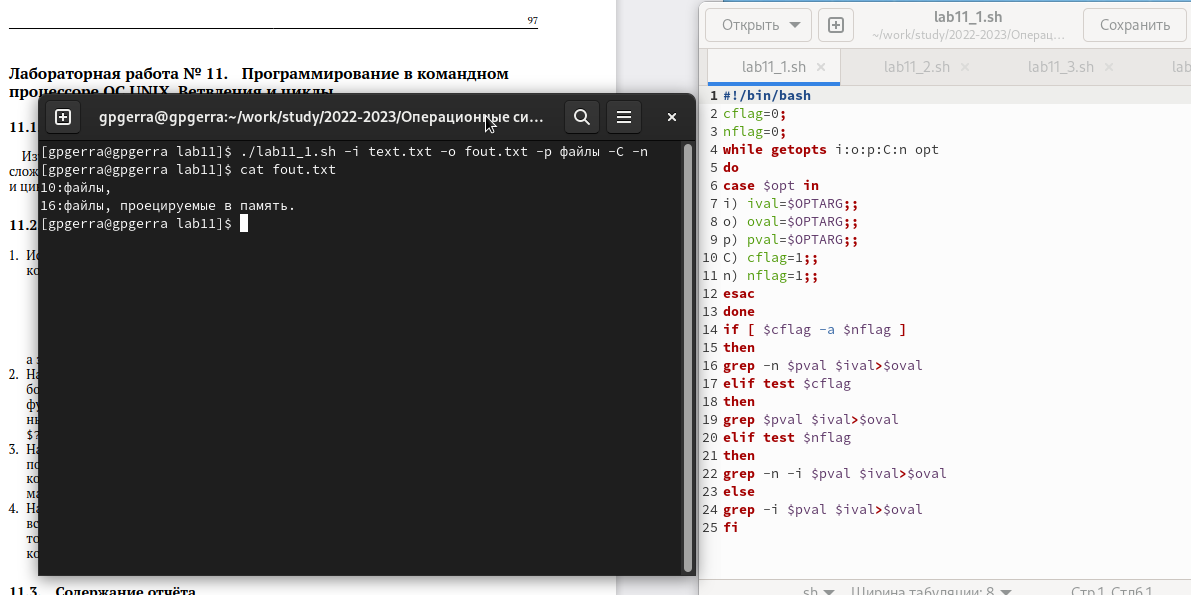 97
Лабораторная работа № 11. Программирование в командном
процессоре ОС UNIX. Ветвления и циклы
11.1
Из
слож
и ци
11.2
1. Ис
ко
а
2. На
бо
фу
$?
3. На
по
ко
ма
4. На
вс
то
ко
11.3. Содержание отчёта
gpgerra@gpgerra:~/work/study/2022-2023/Операционные си...
[gpgerra@gpgerra lab11]$ ./lab11_1.sh -i text.txt -o fout.txt -p файлы -C -n
[gpgerra@gpgerra lab11]$ cat fout.txt
10:файлы,
16:файлы, проецируемые в память.
[gpgerra@gpgerra lab11]$
Открыть
lab11_1.sh
~/work/study/2022-2023/Операц...
Сохранить
lab11_1.sh × lab11_2.sh × lab11_3.sh × lab
1 #!/bin/bash
2 cflag=0;
3 nflag=0;
4 while getopts i:o:p:C:n opt
5 do
6 case $opt in
7 i) ival=$OPTARG;;
8 o) oval=$OPTARG;;
9 p) pval=$OPTARG;;
10 C) cflag=1;;
11 n) nflag=1;;
12 esac
13 done
14 if [ $cflag -a $nflag ]
15 then
16 grep -n $pval $ival>$oval
17 elif test $cflag
18 then
19 grep $pval $ival>$oval
20 elif test $nflag
21 then
22 grep -n -i $pval $ival>$oval
23 else
24 grep -i $pval $ival>$oval
25 fi
sh Ширина табуляции: 8 Стр 1, Стлб 1